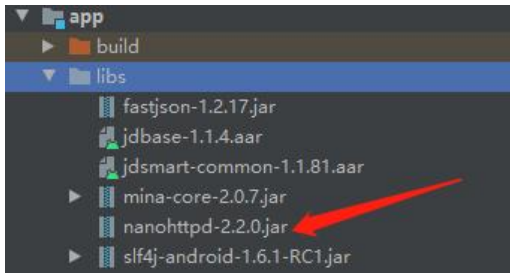 app
build
libs
fastjson-1.2.17.jar
jdbase-1.1.4.aar
jdsmart-common-1.1.81.aar
mina-core-2.0.7.jar
nanohttpd-2.2.0.jar
slf4j-android-1.6.1-RC1.jar